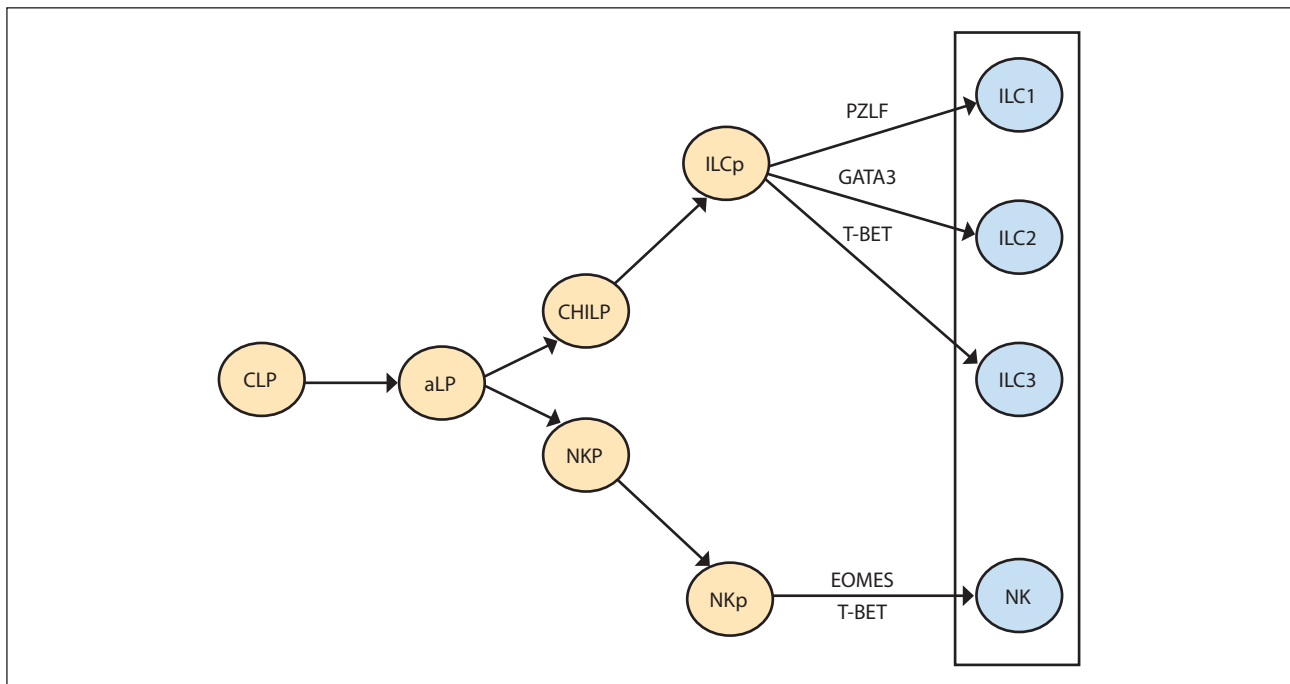 ILC1
PZLF
ILCp
GATA3
T-BET
ILC2
CHILP
CLP
aLP
ILC3
NKP
NKp
EOMES
T-BET
NK